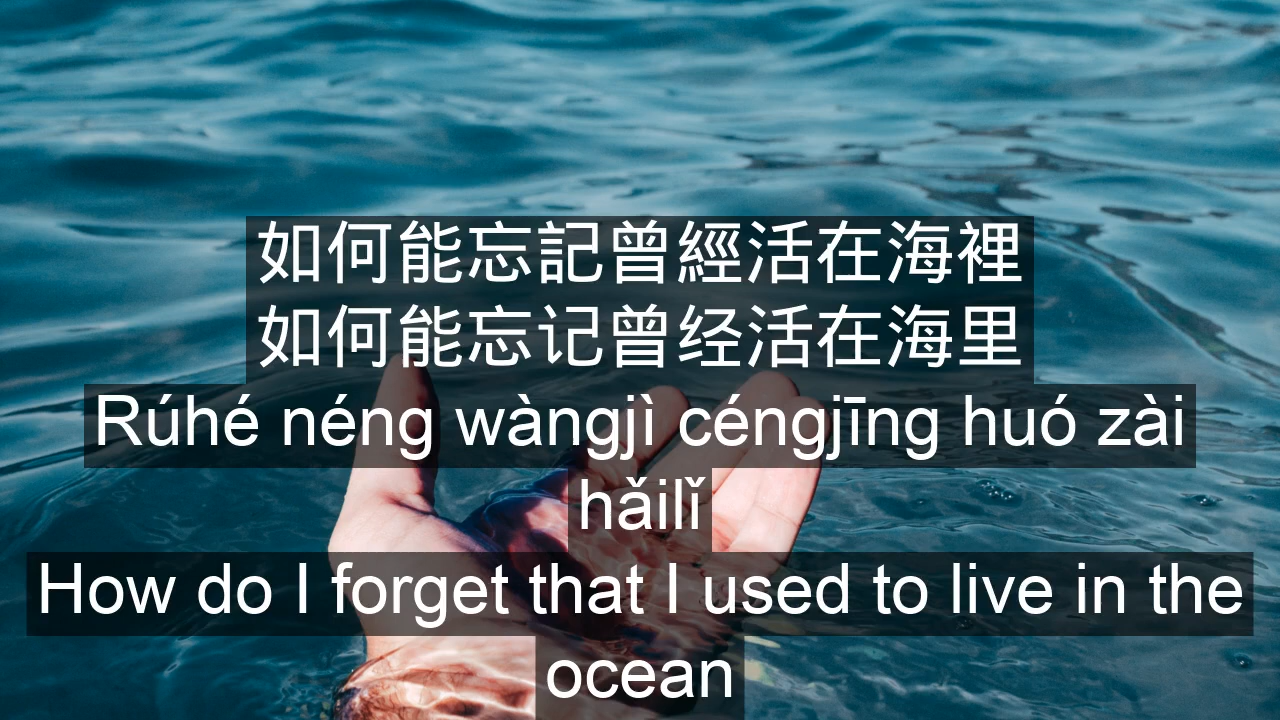 如何能忘記曾經活在海裡
如何能忘记曾经活在海里
Rúhé néng wàngjì céngjīng huó zài
hǎilǐ
How do I forget that I used to live in the
ocean